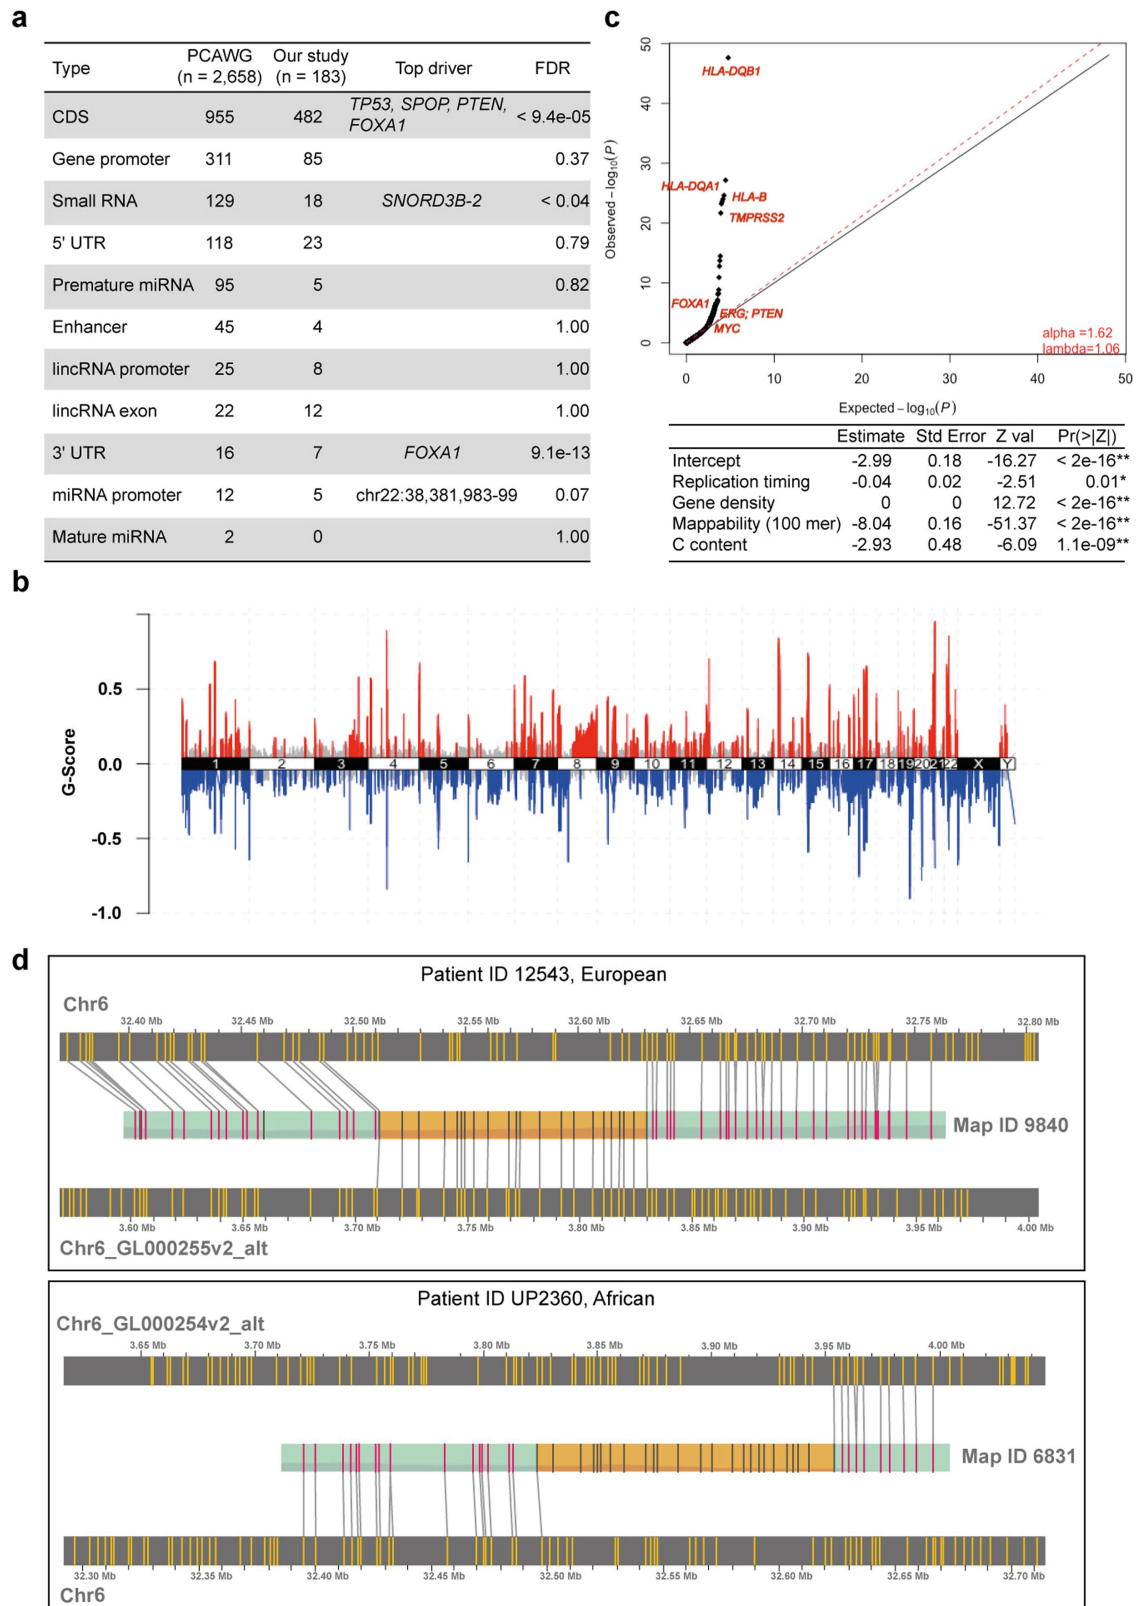 a
Type PCAWG (n = 2,658) Our study (n = 183) Top driver FDR
CDS 955 482 TP53, SPOP, PTEN, FOXA1 < 9.4e-05
Gene promoter 311 85 0.37
Small RNA 129 18 SNORD3B-2 < 0.04
5' UTR 118 23 0.79
Premature miRNA 95 5 0.82
Enhancer 45 4 1.00
lincRNA promoter 25 8 1.00
lincRNA exon 22 12 1.00
3' UTR 16 7 FOXA1 9.1e-13
miRNA promoter 12 5 chr22:38,381,983-99 0.07
Mature miRNA 2 0 1.00
c
Observed −log10(P)
50
40
30
20
10
0
HLA-DQB1
HLA-DQA1
HLA-B
TMPRSS2
FOXA1
ERG; PTEN
MYC
alpha =1.62
lambda=1.06
0 10 20 30 40 50
Expected −log10(P)
Estimate Std Error Z val Pr(>|Z|)
Intercept -2.99 0.18 -16.27 < 2e-16**
Replication timing -0.04 0.02 -2.51 0.01*
Gene density 0 0 12.72 < 2e-16**
Mappability (100 mer) -8.04 0.16 -51.37 < 2e-16**
C content -2.93 0.48 -6.09 1.1e-09**
b
G-Score
0.5
0.0
-0.5
-1.0
1 2 3 4 5 6 7 8 9 10 11 12 13 14 15 16 17 18 19 20 21 22 X Y
d
Patient ID 12543, European
Chr6
32.40 Mb 32.45 Mb 32.50 Mb 32.55 Mb 32.60 Mb 32.65 Mb 32.70 Mb 32.75 Mb 32.80 Mb
Map ID 9840
3.60 Mb 3.65 Mb 3.70 Mb 3.75 Mb 3.80 Mb 3.85 Mb 3.90 Mb 3.95 Mb 4.00 Mb
Chr6_GL000255v2_alt
Patient ID UP2360, African
Chr6_GL000254v2_alt
3.65 Mb 3.70 Mb 3.75 Mb 3.80 Mb 3.85 Mb 3.90 Mb 3.95 Mb 4.00 Mb
Map ID 6831
32.30 Mb 32.35 Mb 32.40 Mb 32.45 Mb 32.50 Mb 32.55 Mb 32.60 Mb 32.65 Mb 32.70 Mb
Chr6